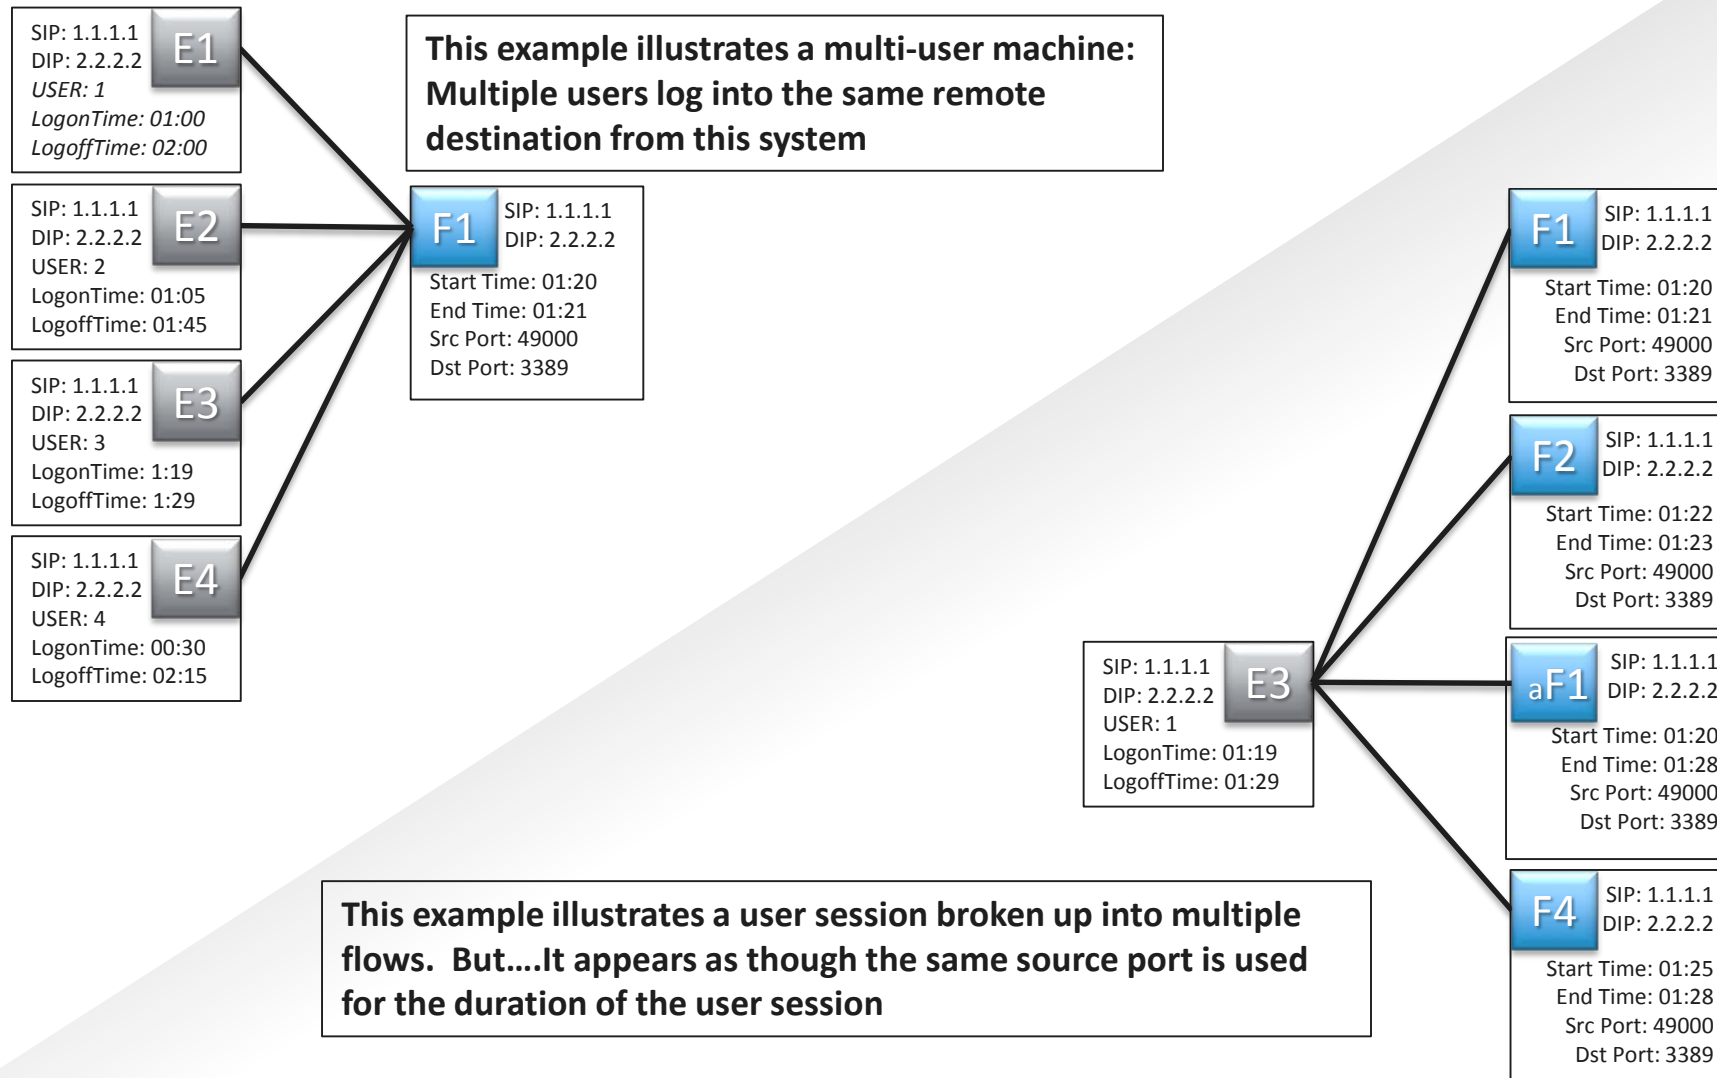 SIP: 1.1.1.1
DIP: 2.2.2.2
USER: 1
LogonTime: 01:00
LogoffTime: 02:00
E1
This example illustrates a multi-user machine:
Multiple users log into the same remote
destination from this system
SIP: 1.1.1.1
DIP: 2.2.2.2
USER: 2
LogonTime: 01:05
LogoffTime: 01:45
E2
F1
SIP: 1.1.1.1
DIP: 2.2.2.2
Start Time: 01:20
End Time: 01:21
Src Port: 49000
Dst Port: 3389
SIP: 1.1.1.1
DIP: 2.2.2.2
USER: 3
LogonTime: 1:19
LogoffTime: 1:29
E3
SIP: 1.1.1.1
DIP: 2.2.2.2
USER: 4
LogonTime: 00:30
LogoffTime: 02:15
E4
SIP: 1.1.1.1
DIP: 2.2.2.2
USER: 1
LogonTime: 01:19
LogoffTime: 01:29
E3
F1
SIP: 1.1.1.1
DIP: 2.2.2.2
Start Time: 01:20
End Time: 01:21
Src Port: 49000
Dst Port: 3389
F2
SIP: 1.1.1.1
DIP: 2.2.2.2
Start Time: 01:22
End Time: 01:23
Src Port: 49000
Dst Port: 3389
aF1
SIP: 1.1.1.1
DIP: 2.2.2.2
Start Time: 01:20
End Time: 01:28
Src Port: 49000
Dst Port: 3389
F4
SIP: 1.1.1.1
DIP: 2.2.2.2
Start Time: 01:25
End Time: 01:28
Src Port: 49000
Dst Port: 3389
This example illustrates a user session broken up into multiple
flows. But....It appears as though the same source port is used
for the duration of the user session